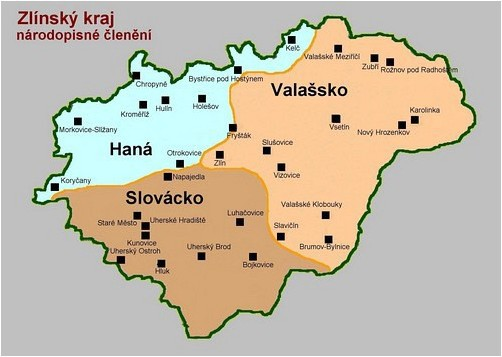 Zlínský kraj
národopisné členění
Kelč
Valašské Meziříčí
Zubří
Rožnov pod Radhoštěm
Bystřice pod Hostýnem
Chropyně
Valašsko
Kroměříž
Hulín
Holešov
Karolinka
Morkovice-Slížany
Fryšták
Vsetín
Nový Hrozenkov
Haná
Otrokovice
Zlín
Slušovice
Vizovice
Koryčany
Napajedla
Slovácko
Valašské Klobouky
Staré Město
Uherské Hradiště
Luhačovice
Slavičín
Kunovice
Uherský Ostroh
Uherský Brod
Brumov-Bylnice
Hluk
Bojkovice